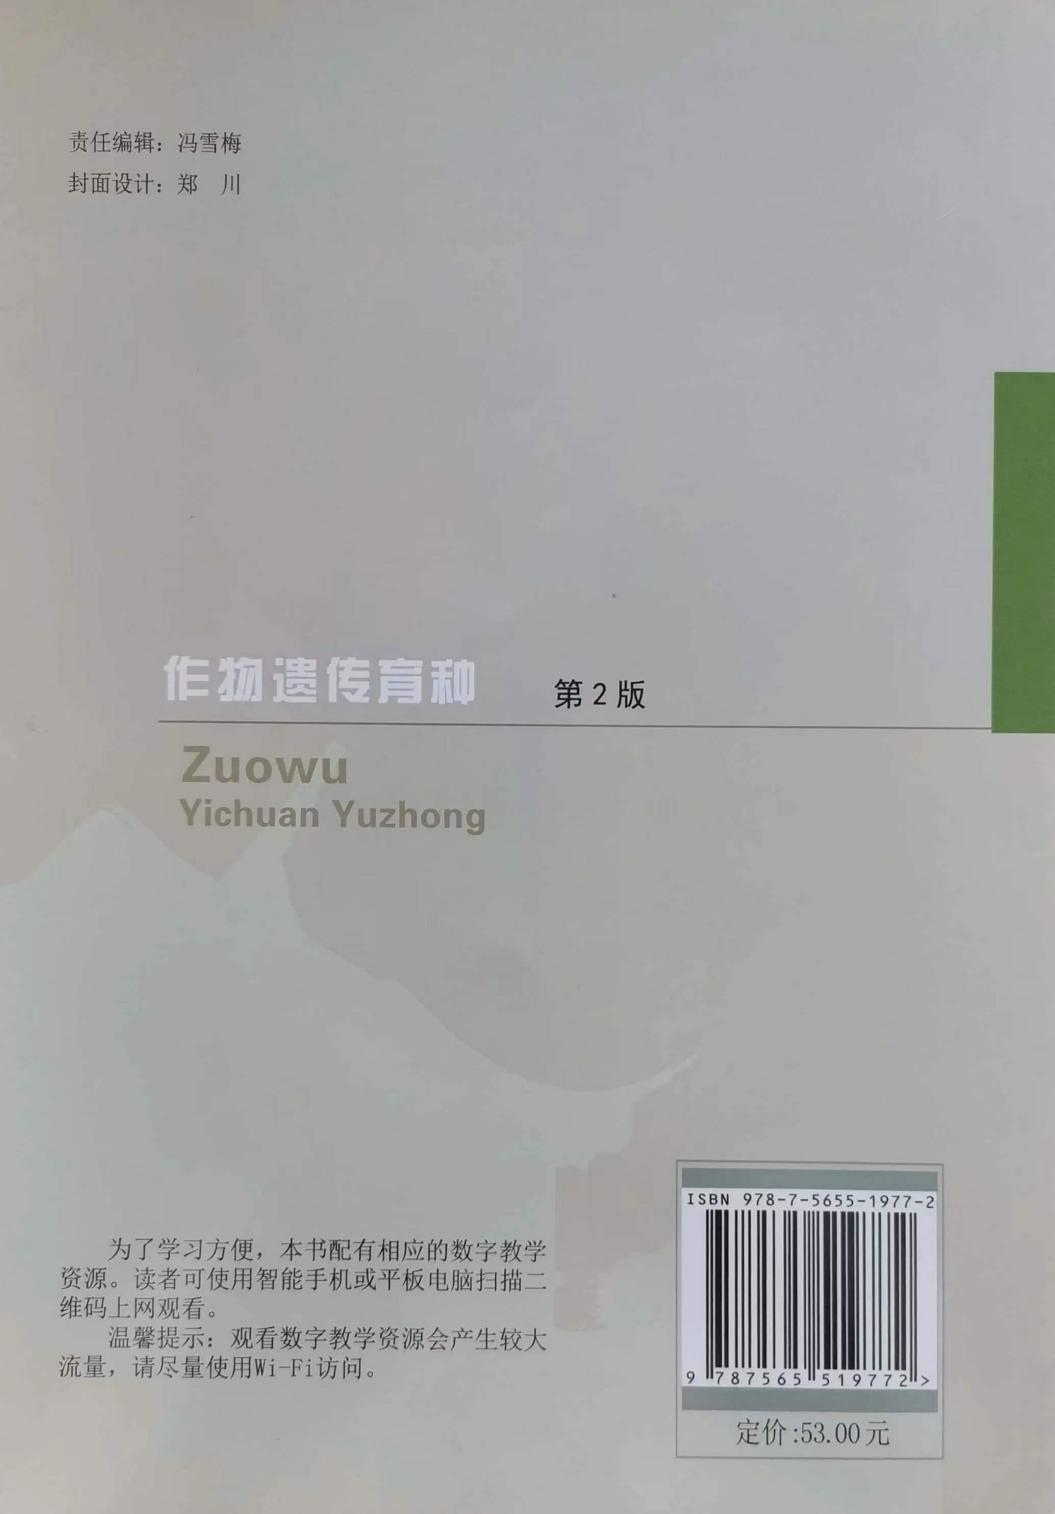 责任编辑：冯雪梅
封面设计：郑　川
作物遗传育种　第2版
Zuowu
Yichuan Yuzhong
为了学习方便，本书配有相应的数字教学
资源。读者可使用智能手机或平板电脑扫描二
维码上网观看。
温馨提示：观看数字教学资源会产生较大
流量，请尽量使用Wi-Fi访问。
ISBN 978-7-5655-1977-2
9 787565 519772 >
定价:53.00元